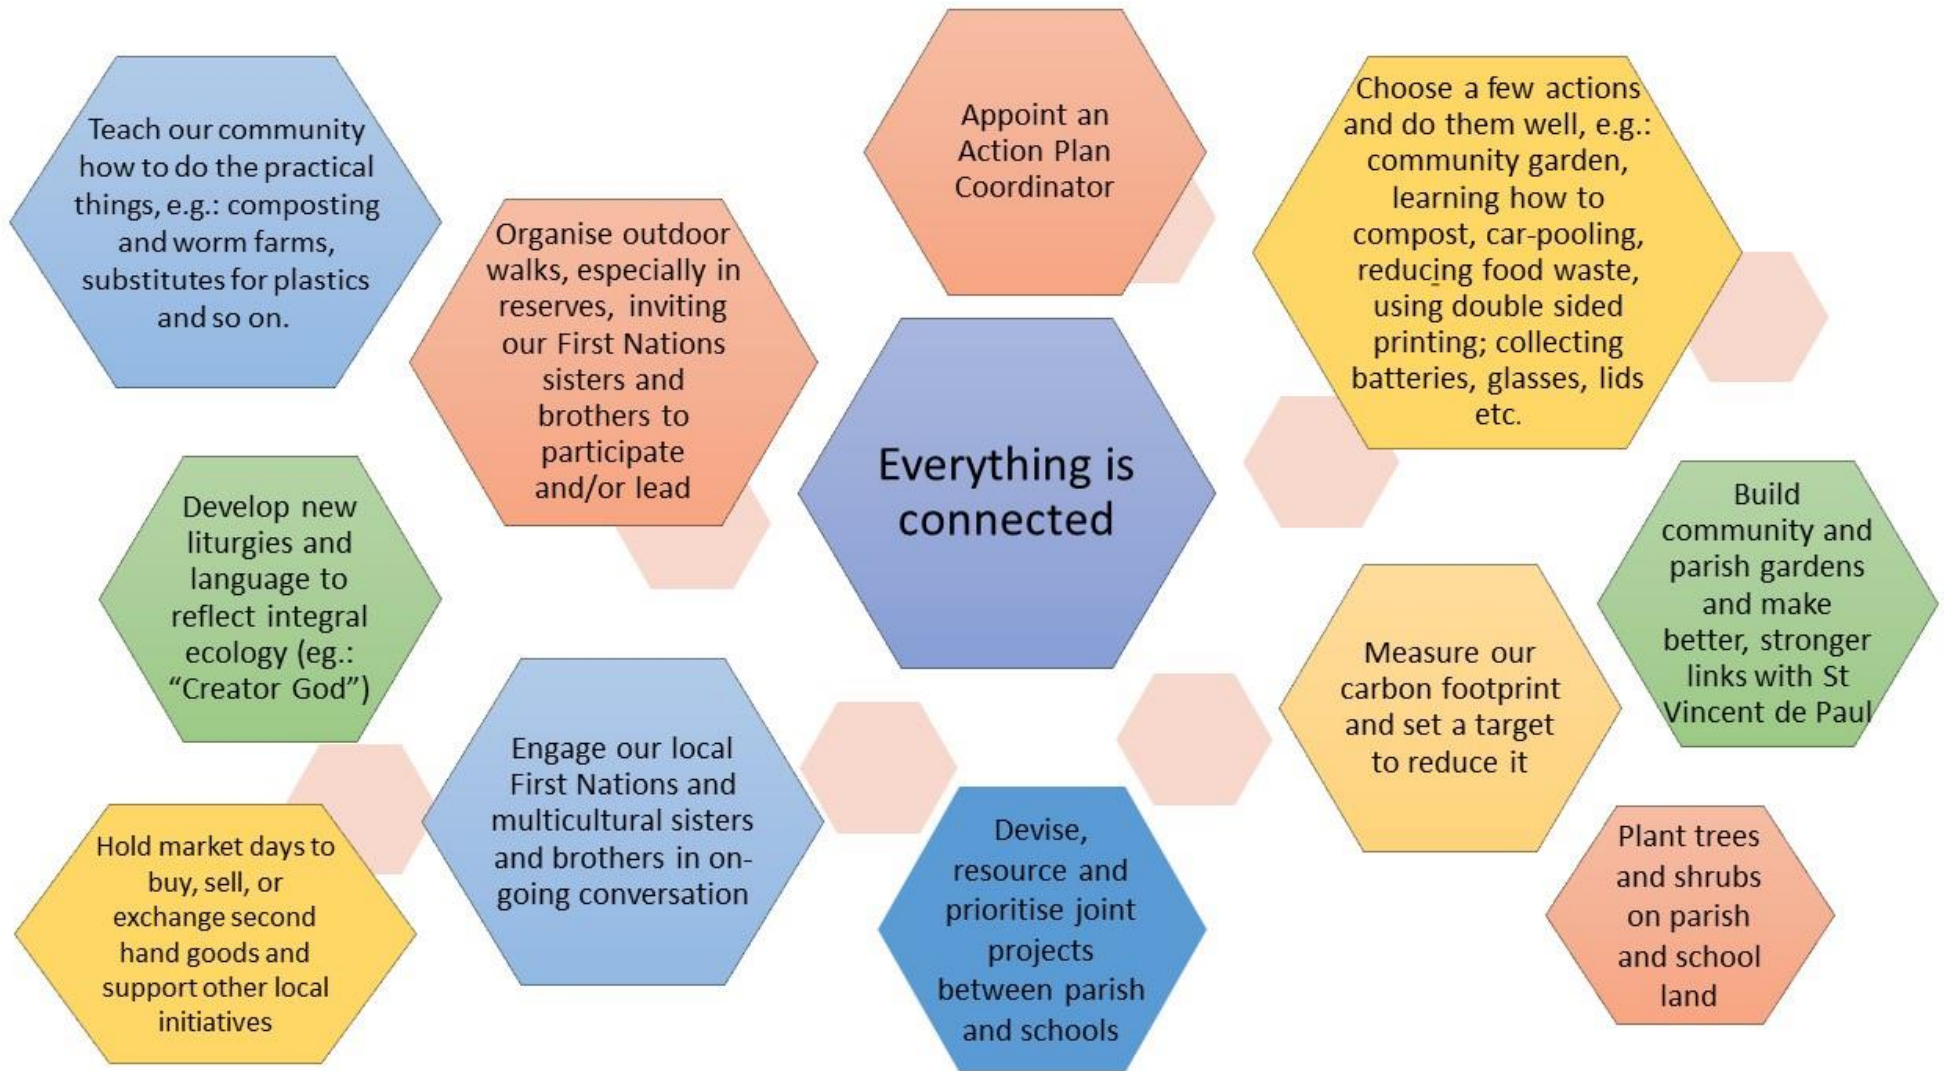 Teach our community
how to do the practical
things, e.g.: composting
and worm farms,
substitutes for plastics
and so on.
Organise outdoor
walks, especially in
reserves, inviting
our First Nations
sisters and
brothers to
participate
and/or lead
Appoint an
Action Plan
Coordinator
Choose a few actions
and do them well, e.g.:
community garden,
learning how to
compost, car-pooling,
reducing food waste,
using double sided
printing; collecting
batteries, glasses, lids
etc.
Everything is
connected
Develop new
liturgies and
language to
reflect integral
ecology (eg.:
“Creator God”)
Build
community and
parish gardens
and make
better, stronger
links with St
Vincent de Paul
Measure our
carbon footprint
and set a target
to reduce it
Engage our local
First Nations and
multicultural sisters
and brothers in on-
going conversation
Hold market days to
buy, sell, or
exchange second
hand goods and
support other local
initiatives
Devise,
resource and
prioritise joint
projects
between parish
and schools
Plant trees
and shrubs
on parish
and school
land